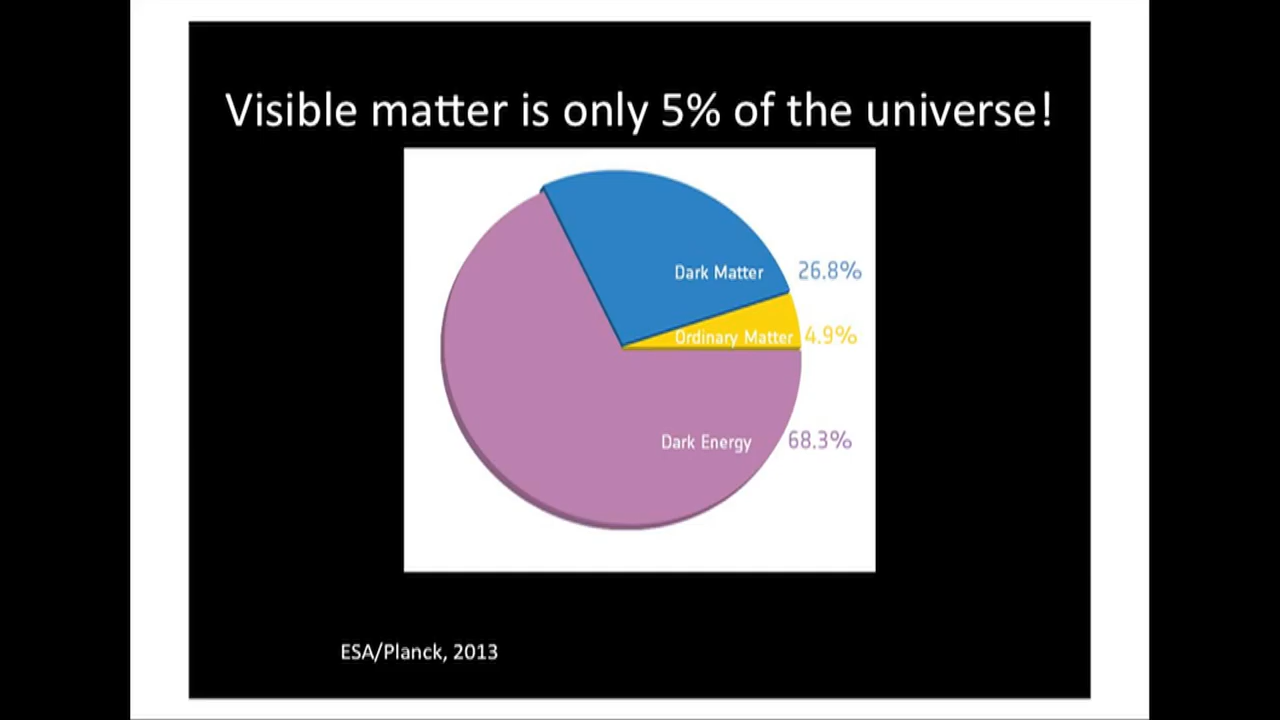 Visible matter is only 5% of the universe!
Dark Matter 26.8%
Ordinary Matter 4.9%
Dark Energy 68.3%
ESA/Planck, 2013